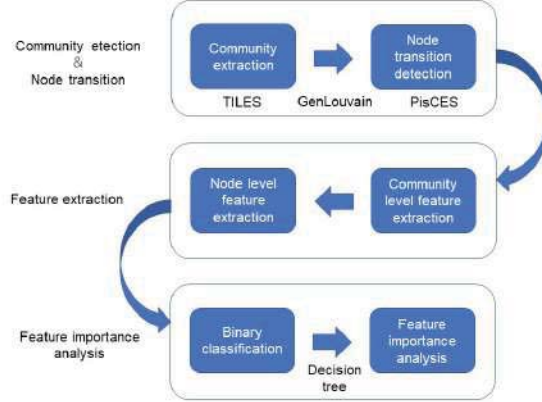 Community etection
&
Node transition
Community
extraction
Node
transition
detection
TILES
GenLouvain
PisCES
Feature extraction
Node level
feature
extraction
Community
level feature
extraction
Feature importance
analysis
Binary
classification
Decision
tree
Feature
importance
analysis